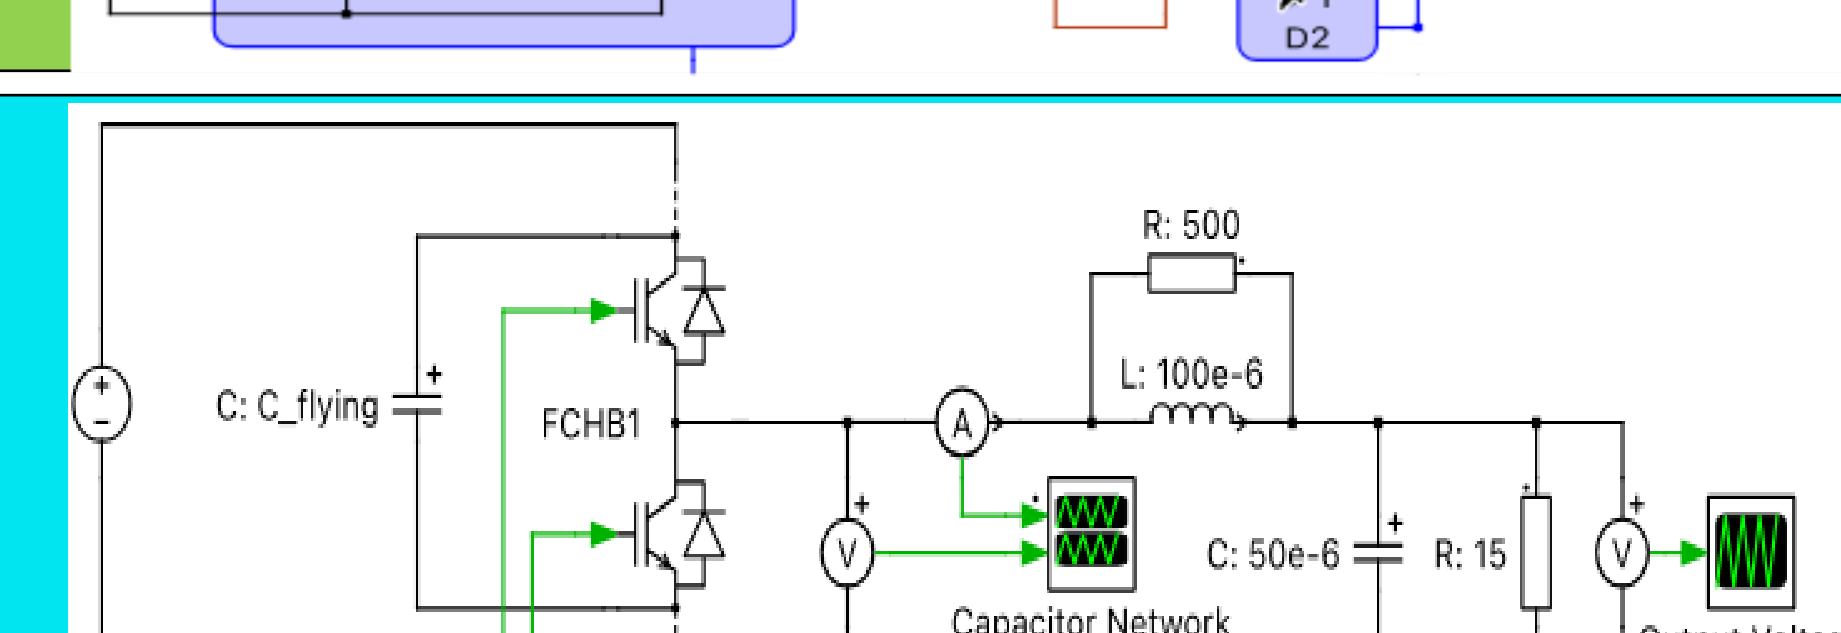 D2
R: 500
L: 100e-6
C: C_flying
FCHB1
A
V
C: 50e-6
R: 15
V
Capacitor Network